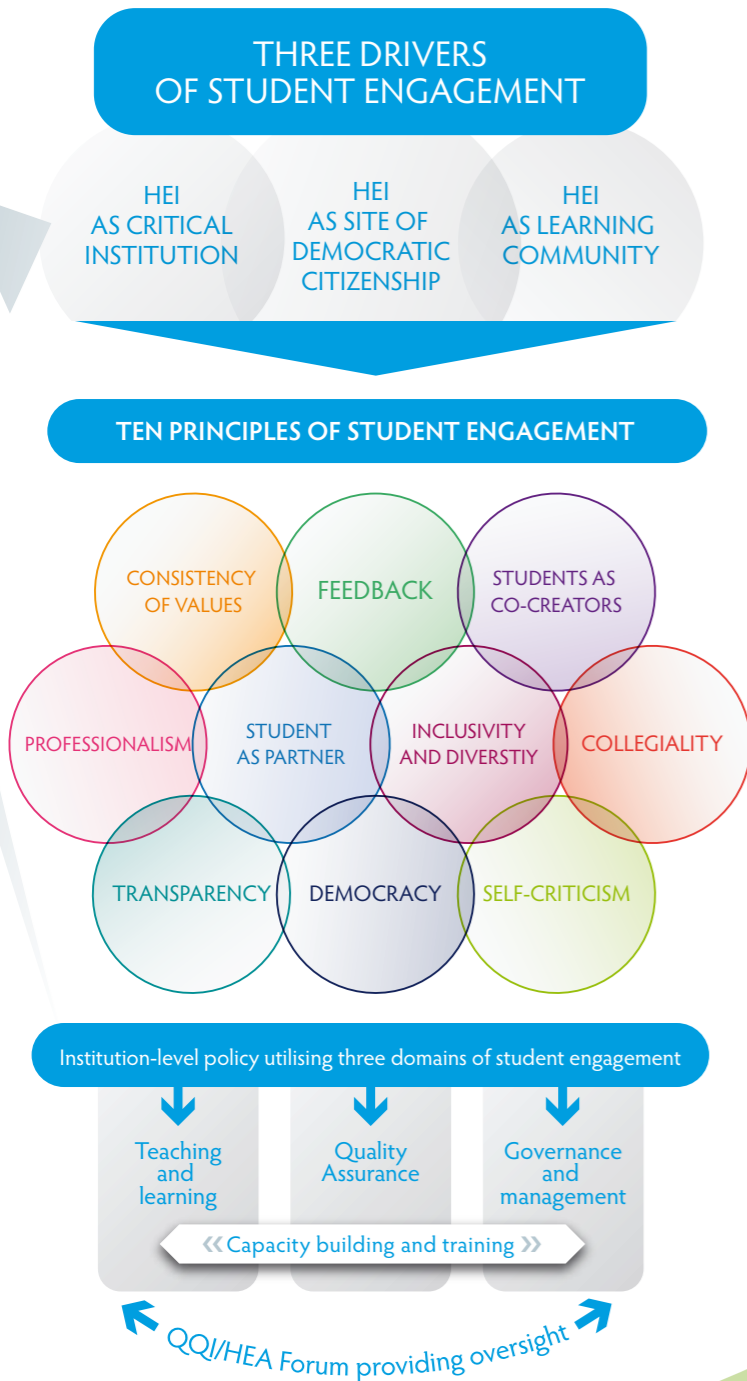 THREE DRIVERS
OF STUDENT ENGAGEMENT
HEI
AS CRITICAL
INSTITUTION
HEI
AS SITE OF
DEMOCRATIC
CITIZENSHIP
HEI
AS LEARNING
COMMUNITY
TEN PRINCIPLES OF STUDENT ENGAGEMENT
CONSISTENCY
OF VALUES
FEEDBACK
STUDENTS AS
CO-CREATORS
PROFESSIONALISM
STUDENT
AS PARTNER
INCLUSIVITY
AND DIVERSTIY
COLLEGIALITY
TRANSPARENCY
DEMOCRACY
SELF-CRITICISM
Institution-level policy utilising three domains of student engagement
Teaching
and
learning
Quality
Assurance
Governance
and
management
« Capacity building and training »
QQI/HEA Forum providing oversight